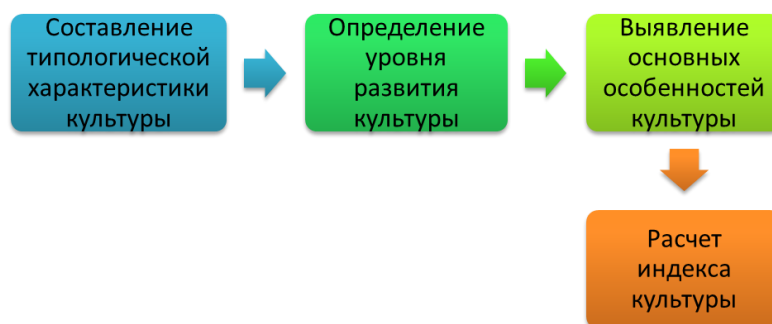 Составление
типологической
характеристики
культуры
Определение
уровня
развития
культуры
Выявление
основных
особенностей
культуры
Расчет
индекса
культуры